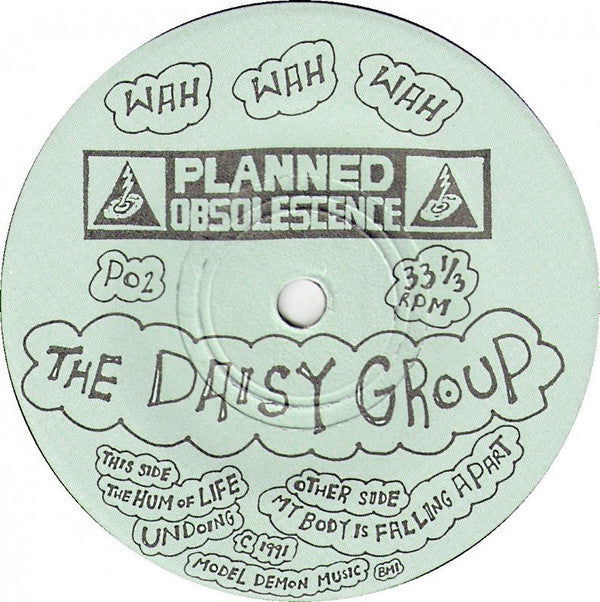 WAH WAH WAH
PLANNED
OBSOLESCENCE
PO2
33 1/3
RPM
THE DAISY GROUP
THIS SIDE
THE HUM OF LIFE
UNDOING
OTHER SIDE
MY BODY IS FALLING APART
© 1991
MODEL DEMON MUSIC BMI